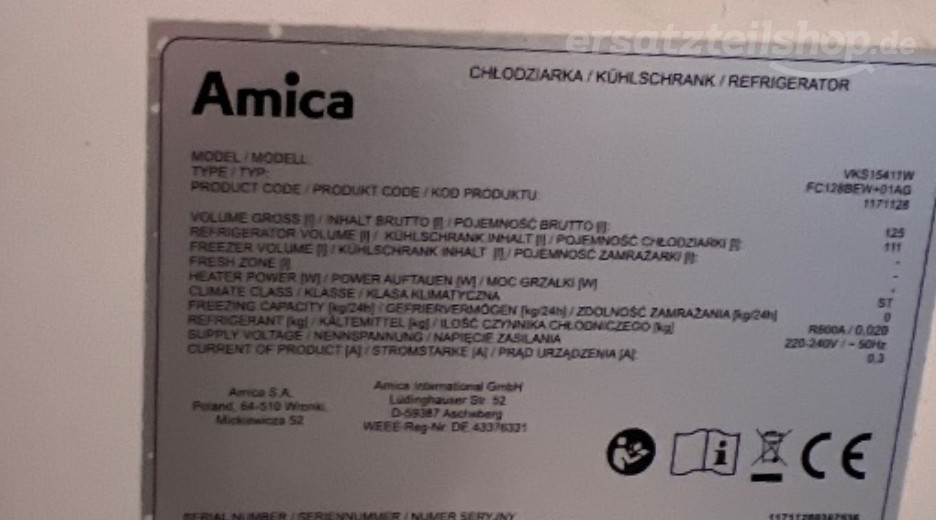 ersatzteilshop.de
Amica
CHŁODZIARKA / KÜHLSCHRANK / REFRIGERATOR
MODEL / MODELL: VKS15411W
TYPE / TYP: FC128BEW+01AG
PRODUCT CODE / PRODUKT CODE / KOD PRODUKTU: 1171128
VOLUME GROSS [l] / INHALT BRUTTO [l] / POJEMNOŚĆ BRUTTO [l]: 125
REFRIGERATOR VOLUME [l] / KÜHLSCHRANK INHALT [l] / POJEMNOŚĆ CHŁODZIARKI [l]: 111
FREEZER VOLUME [l] / KÜHLSCHRANK INHALT [l] / POJEMNOŚĆ ZAMRAŻARKI [l]: -
FRESH ZONE [l] -
HEATER POWER [W] / POWER AUFTAUEN [W] / MOC GRZAŁKI [W] -
CLIMATE CLASS / KLASSE / KLASA KLIMATYCZNA ST
FREEZING CAPACITY [kg/24h] / GEFRIERVERMÖGEN [kg/24h] / ZDOLNOŚĆ ZAMRAŻANIA [kg/24h] 0
REFRIGERANT [kg] / KÄLTEMITTEL [kg] / ILOŚĆ CZYNNIKA CHŁODNICZEGO [kg] R600A / 0,020
SUPPLY VOLTAGE / NENNSPANNUNG / NAPIĘCIE ZASILANIA 220-240V / ~ 50Hz
CURRENT OF PRODUCT [A] / STROMSTARKE [A] / PRĄD URZĄDZENIA [A]: 0.3
Amica S.A.
Poland, 64-510 Wronki,
Mickiewicza 52
Amica International GmbH
Lüdinghauser Str. 52
D-59387 Ascheberg
WEEE-Reg-Nr. DE 43376331
i
CE
SERIAL NUMBER / SERIENNUMMER / NUMER SERYJNY